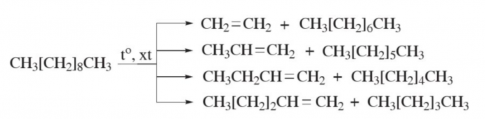 CH₂=CH₂ + CH3[CH₂]₆CH3
CH3CH=CH₂ + CH3[CH₂]₅CH3
CH3[CH₂]₈CH3 t°, xt
CH3CH₂CH=CH₂ + CH3[CH₂]₄CH3
CH3[CH₂]₂CH=CH₂ + CH3[CH₂]₃CH3